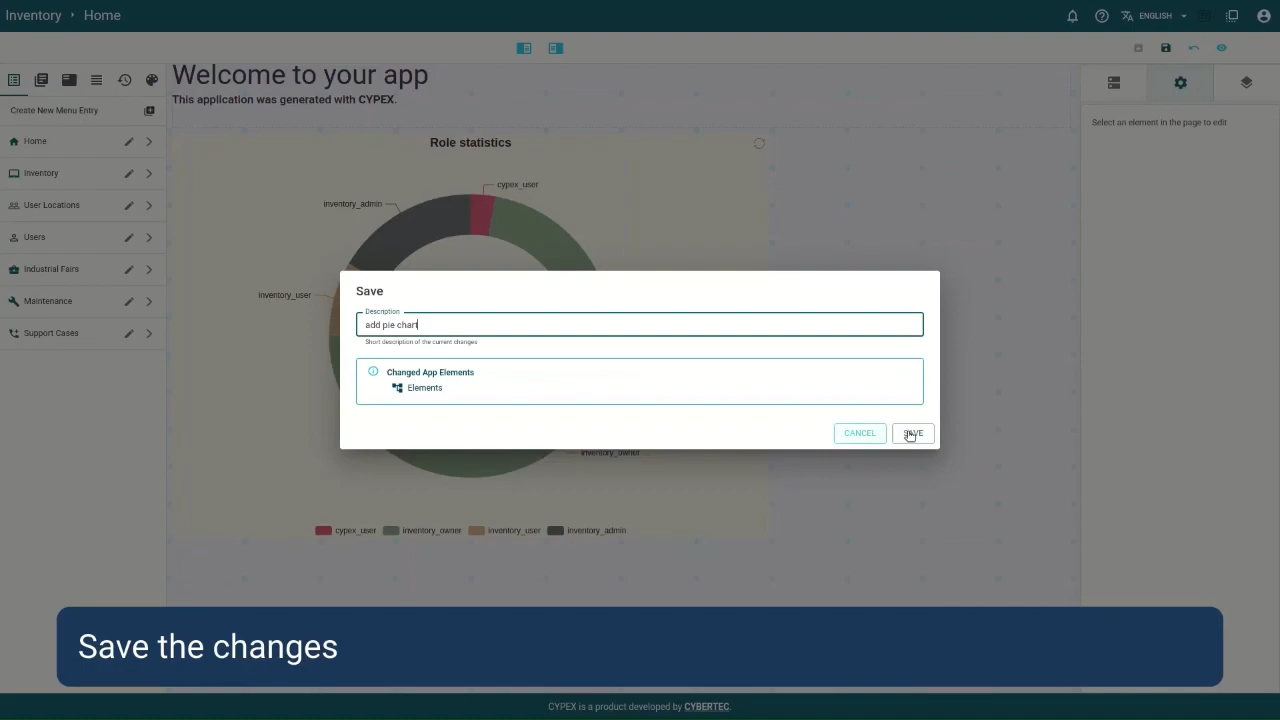 Inventory › Home
ENGLISH
Welcome to your app
This application was generated with CYPEX.
Create New Menu Entry
Home
Inventory
User Locations
Users
Industrial Fairs
Maintenance
Support Cases
Select an element in the page to edit
Role statistics
cypex_user
inventory_admin
inventory_user
inventory_owner
Save
Description
add pie chart
Short description of the current changes
Changed App Elements
Elements
CANCEL
SAVE
cypex_user inventory_owner inventory_user inventory_admin
Save the changes
CYPEX is a product developed by CYBERTEC.